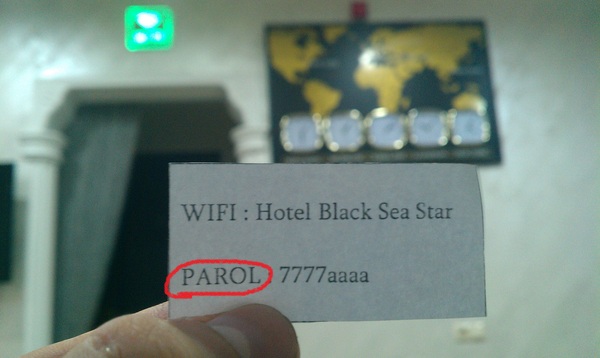 WIFI : Hotel Black Sea Star
PAROL 7777aaaa